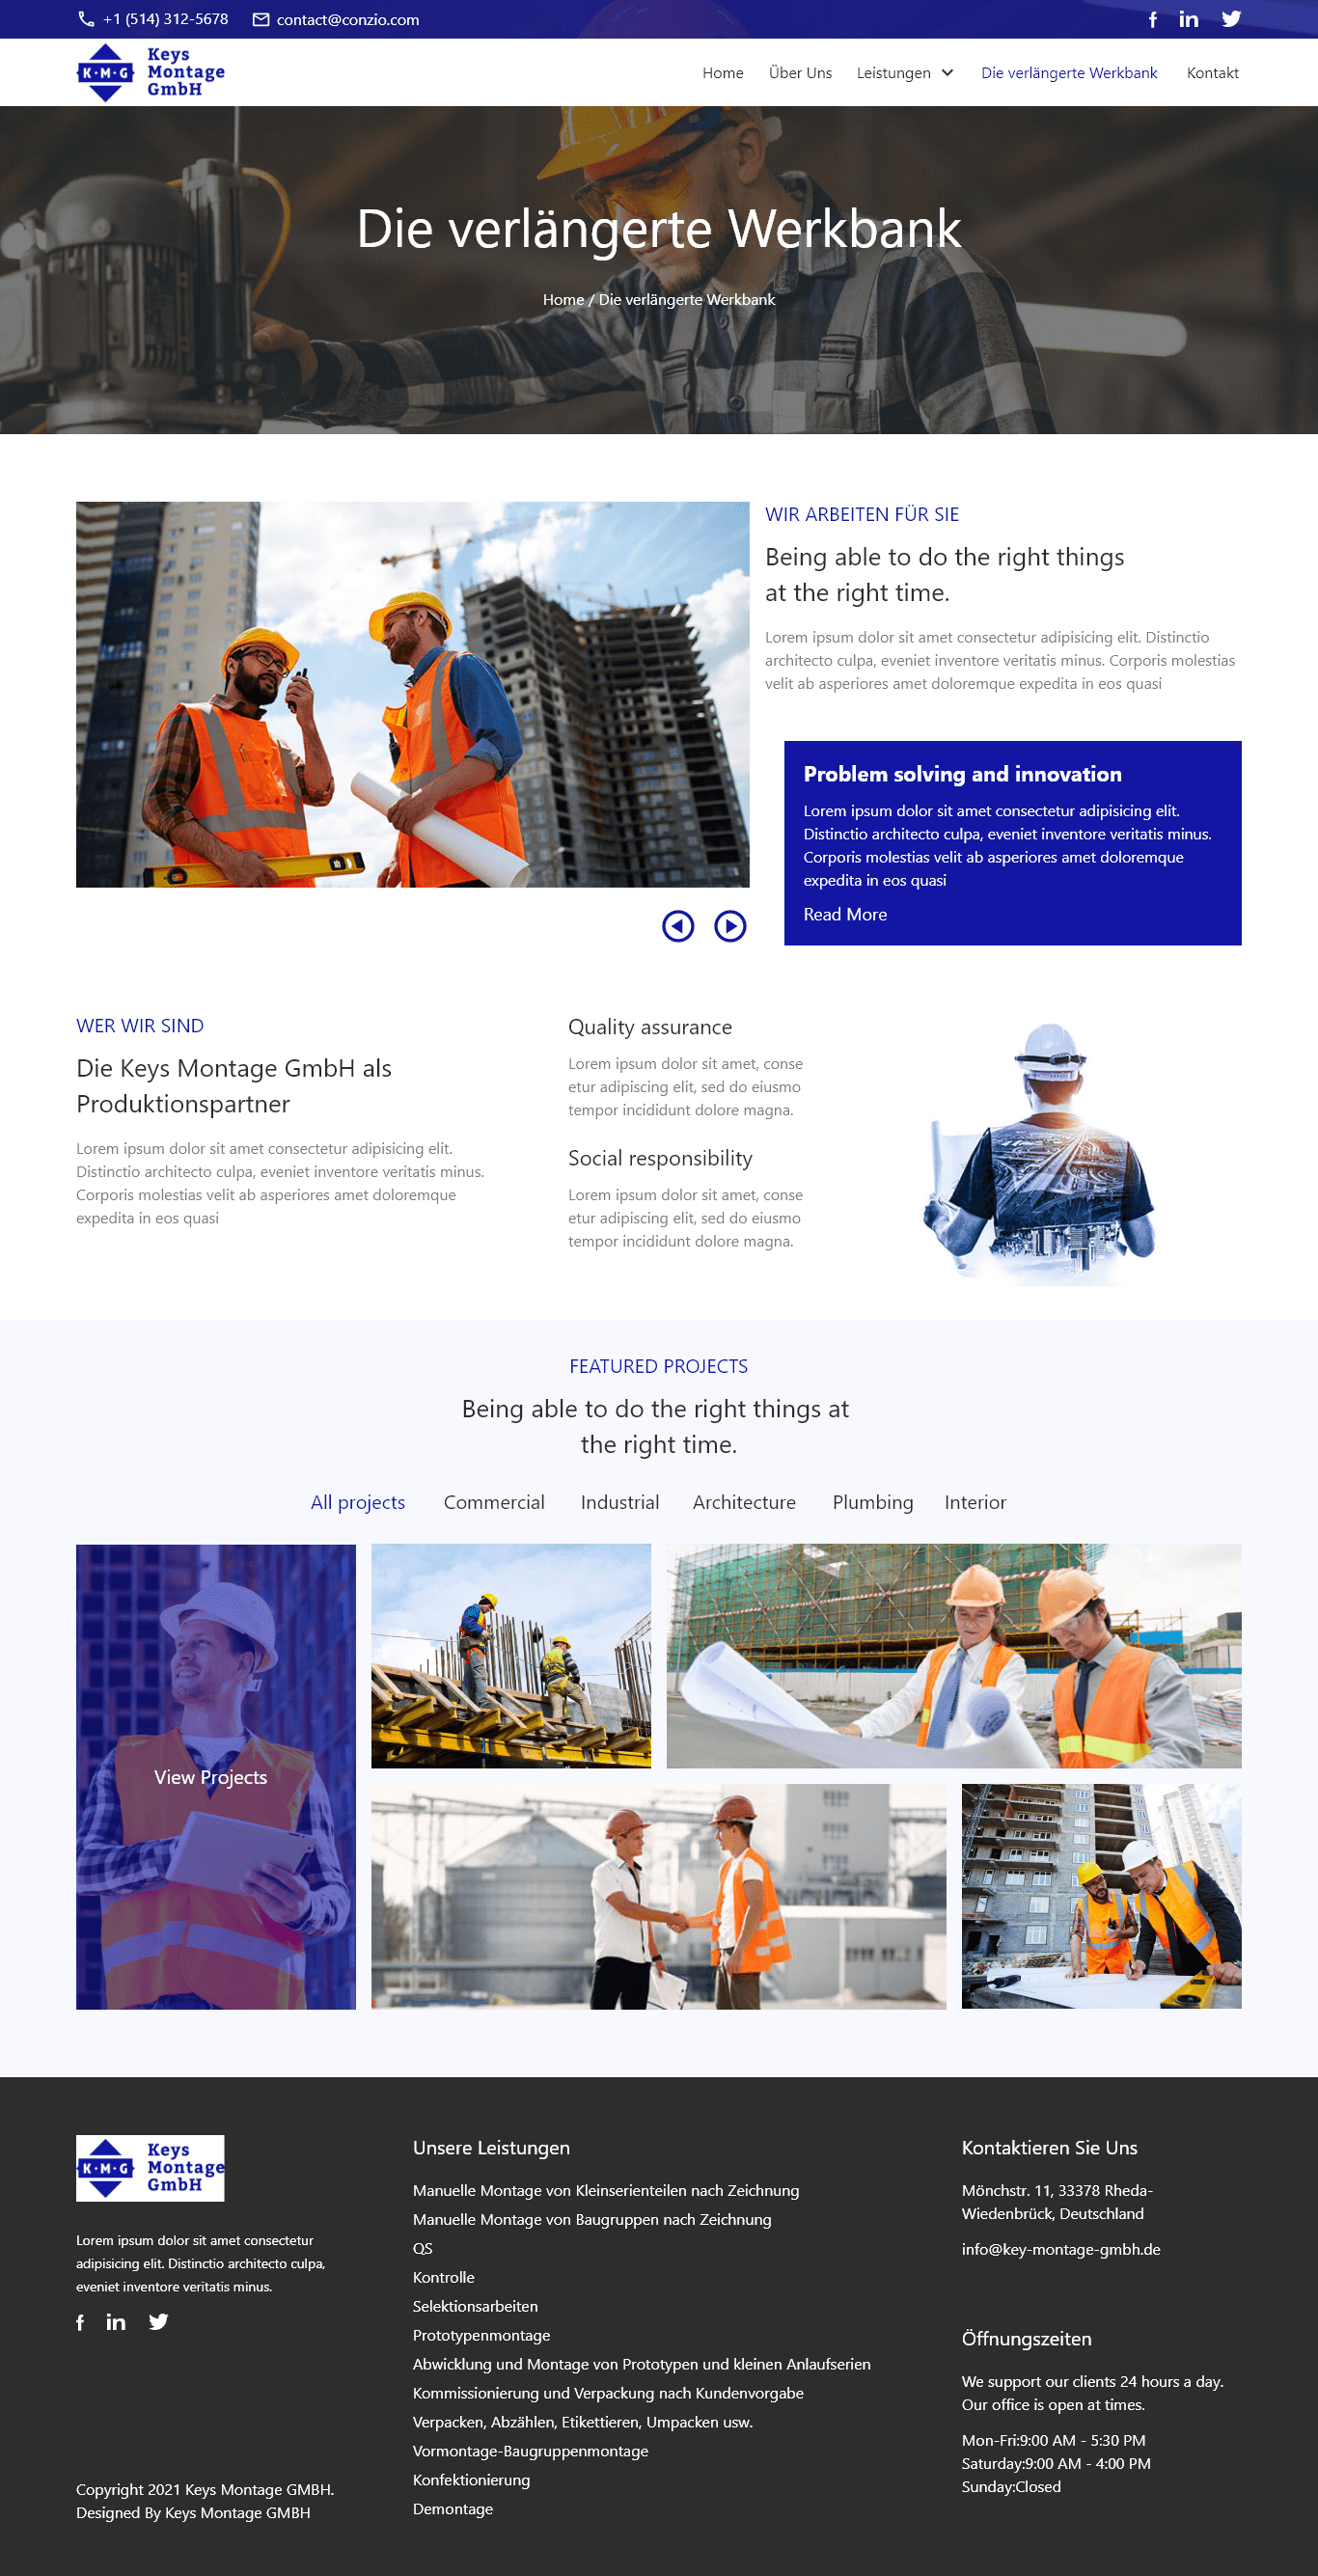 +1 (514) 312-5678
contact@conzio.com
K·M·G
Keys
Montage
GmbH
Home
Über Uns
Leistungen
Die verlängerte Werkbank
Kontakt
Die verlängerte Werkbank
Home / Die verlängerte Werkbank
WIR ARBEITEN FÜR SIE
Being able to do the right things
at the right time.
Lorem ipsum dolor sit amet consectetur adipisicing elit. Distinctio
architecto culpa, eveniet inventore veritatis minus. Corporis molestias
velit ab asperiores amet doloremque expedita in eos quasi
Problem solving and innovation
Lorem ipsum dolor sit amet consectetur adipisicing elit.
Distinctio architecto culpa, eveniet inventore veritatis minus.
Corporis molestias velit ab asperiores amet doloremque
expedita in eos quasi
Read More
WER WIR SIND
Die Keys Montage GmbH als
Produktionspartner
Lorem ipsum dolor sit amet consectetur adipisicing elit.
Distinctio architecto culpa, eveniet inventore veritatis minus.
Corporis molestias velit ab asperiores amet doloremque
expedita in eos quasi
Quality assurance
Lorem ipsum dolor sit amet, conse
etur adipiscing elit, sed do eiusmo
tempor incididunt dolore magna.
Social responsibility
Lorem ipsum dolor sit amet, conse
etur adipiscing elit, sed do eiusmo
tempor incididunt dolore magna.
FEATURED PROJECTS
Being able to do the right things at
the right time.
All projects
Commercial
Industrial
Architecture
Plumbing
Interior
View Projects
K·M·G
Keys
Montage
GmbH
Lorem ipsum dolor sit amet consectetur
adipisicing elit. Distinctio architecto culpa,
eveniet inventore veritatis minus.
Copyright 2021 Keys Montage GMBH.
Designed By Keys Montage GMBH
Unsere Leistungen
Manuelle Montage von Kleinserienteilen nach Zeichnung
Manuelle Montage von Baugruppen nach Zeichnung
QS
Kontrolle
Selektionsarbeiten
Prototypenmontage
Abwicklung und Montage von Prototypen und kleinen Anlaufserien
Kommissionierung und Verpackung nach Kundenvorgabe
Verpacken, Abzählen, Etikettieren, Umpacken usw.
Vormontage-Baugruppenmontage
Konfektionierung
Demontage
Kontaktieren Sie Uns
Mönchstr. 11, 33378 Rheda-
Wiedenbrück, Deutschland
info@key-montage-gmbh.de
Öffnungszeiten
We support our clients 24 hours a day.
Our office is open at times.
Mon-Fri:9:00 AM - 5:30 PM
Saturday:9:00 AM - 4:00 PM
Sunday:Closed